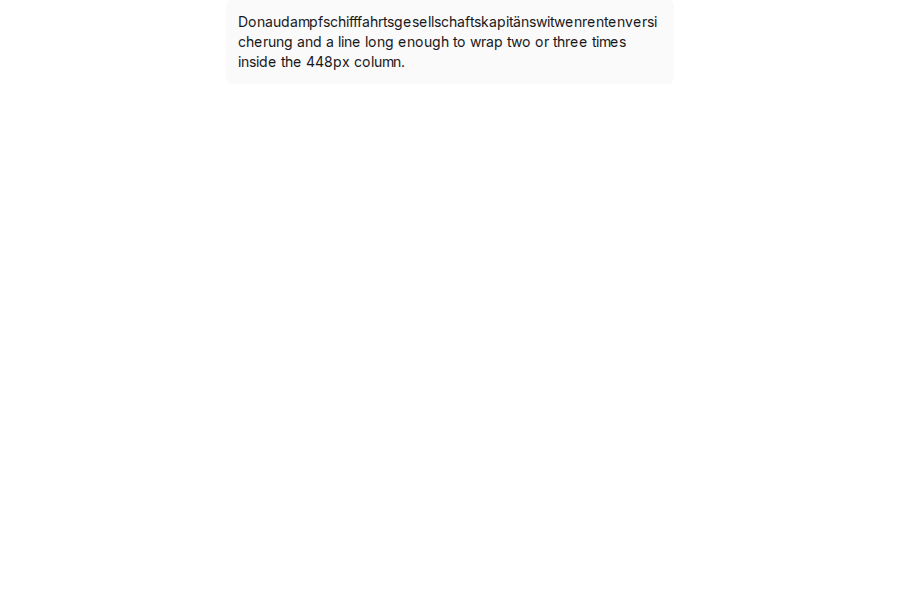 Donaudampfschifffahrtsgesellschaftskapitänswitwenrentenversi
cherung and a line long enough to wrap two or three times
inside the 448px column.